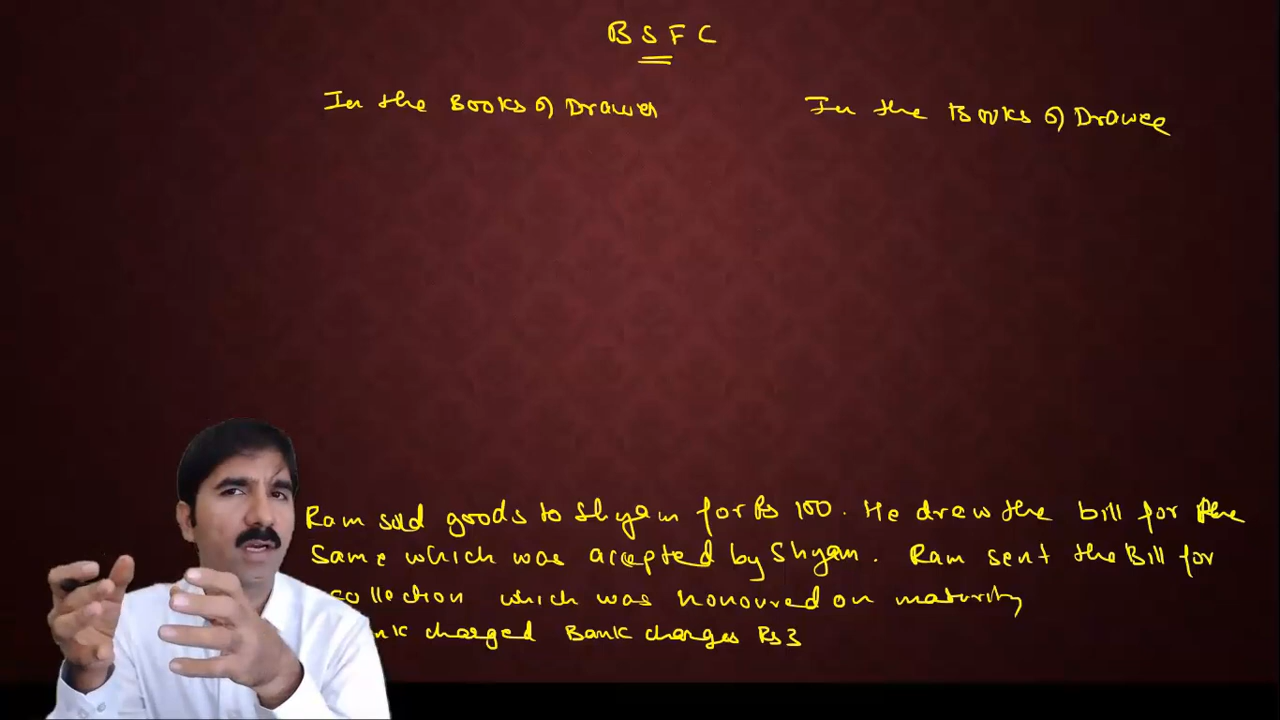 BSFC
In the Books of Drawer
In the Books of Drawee
Ram sold goods to Shyam for Rs 100. He draw the bill for the
same which was accepted by Shyam. Ram sent the Bill for
collection which was honoured on maturity
charged Bank charges Rs 3